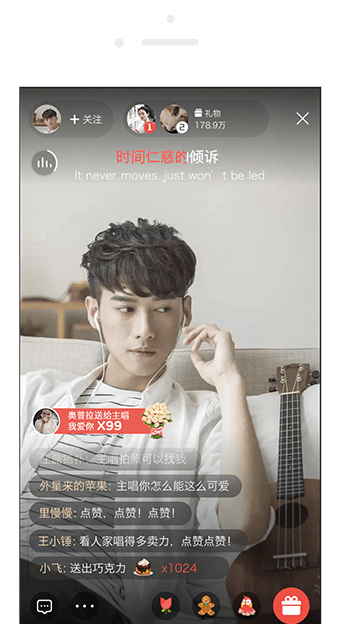 关注
1
2
礼物
178.9万
时间仁慈的倾诉
It never moves, just won't be led
奥普拉送给主唱
我爱你 X99
主唱拍照可以找我
外星来的苹果: 主唱你怎么能这么可爱
里慢慢: 点赞，点赞！点赞！
王小锤: 看人家唱得多卖力，点赞点赞！
小飞: 送出巧克力 x1024